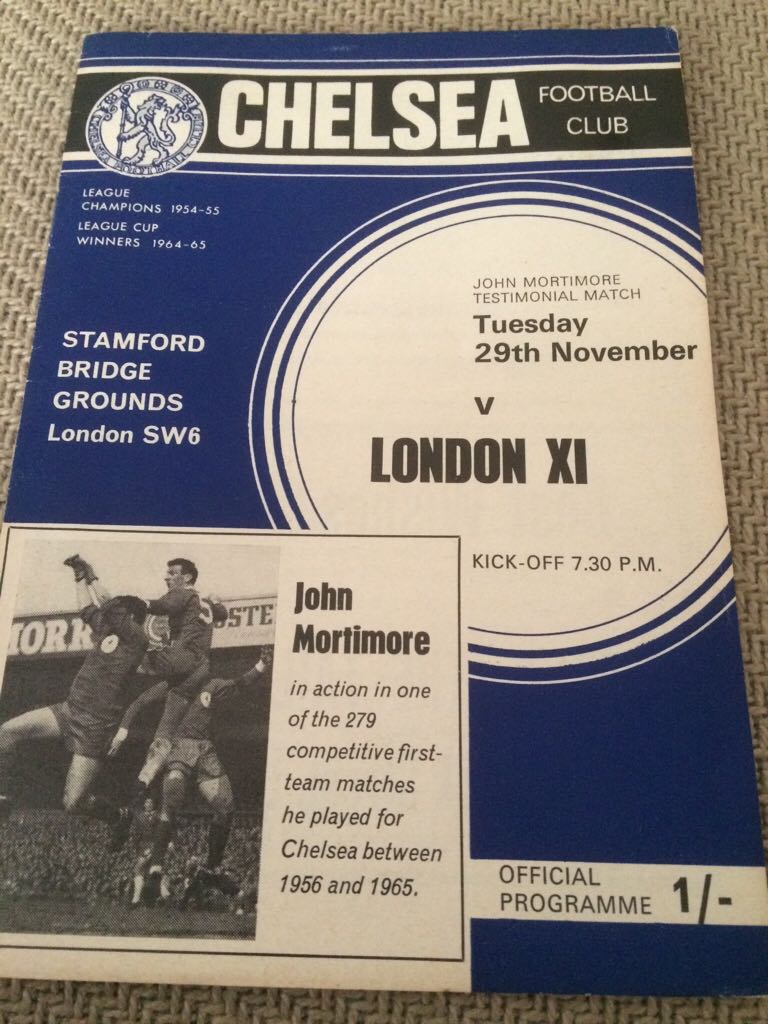 CHELSEA
FOOTBALL
CLUB
LEAGUE
CHAMPIONS 1954-55
LEAGUE CUP
WINNERS 1964-65
STAMFORD
BRIDGE
GROUNDS
London SW6
JOHN MORTIMORE
TESTIMONIAL MATCH
Tuesday
29th November
v
LONDON XI
KICK-OFF 7.30 P.M.
John
Mortimore
in action in one
of the 279
competitive first-
team matches
he played for
Chelsea between
1956 and 1965.
OFFICIAL
PROGRAMME 1/-